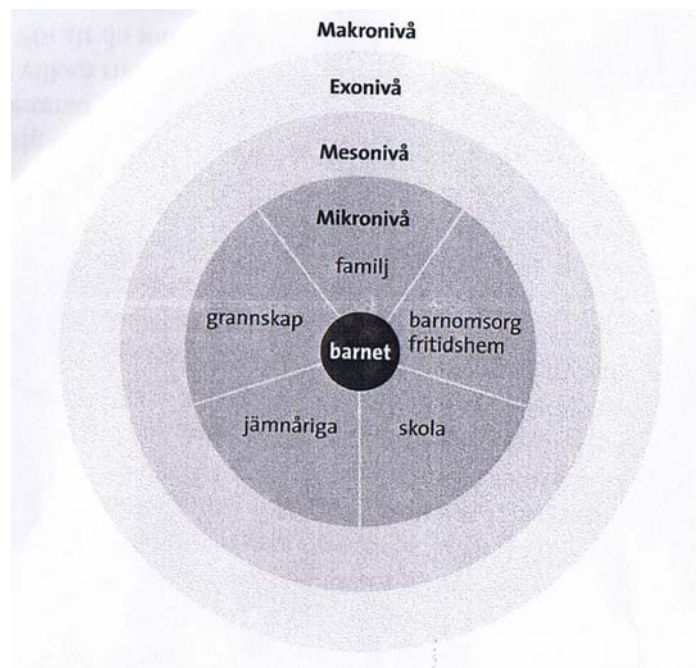 Makronivå
Exonivå
Mesonivå
Mikronivå
familj
grannskap
barnomsorg
fritidshem
barnet
jämnåriga
skola